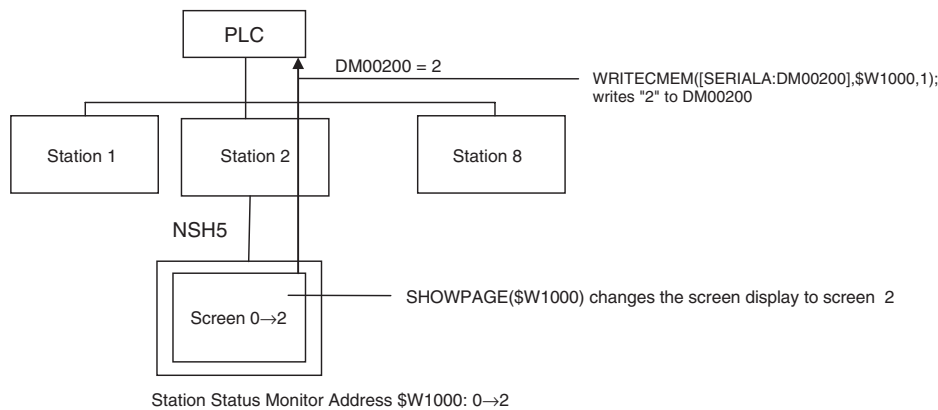 PLC
DM00200 = 2
WRITECMEM([SERIALA:DM00200],$W1000,1);
writes "2" to DM00200
Station 1
Station 2
Station 8
NSH5
SHOWPAGE($W1000) changes the screen display to screen 2
Screen 0→2
Station Status Monitor Address $W1000: 0→2